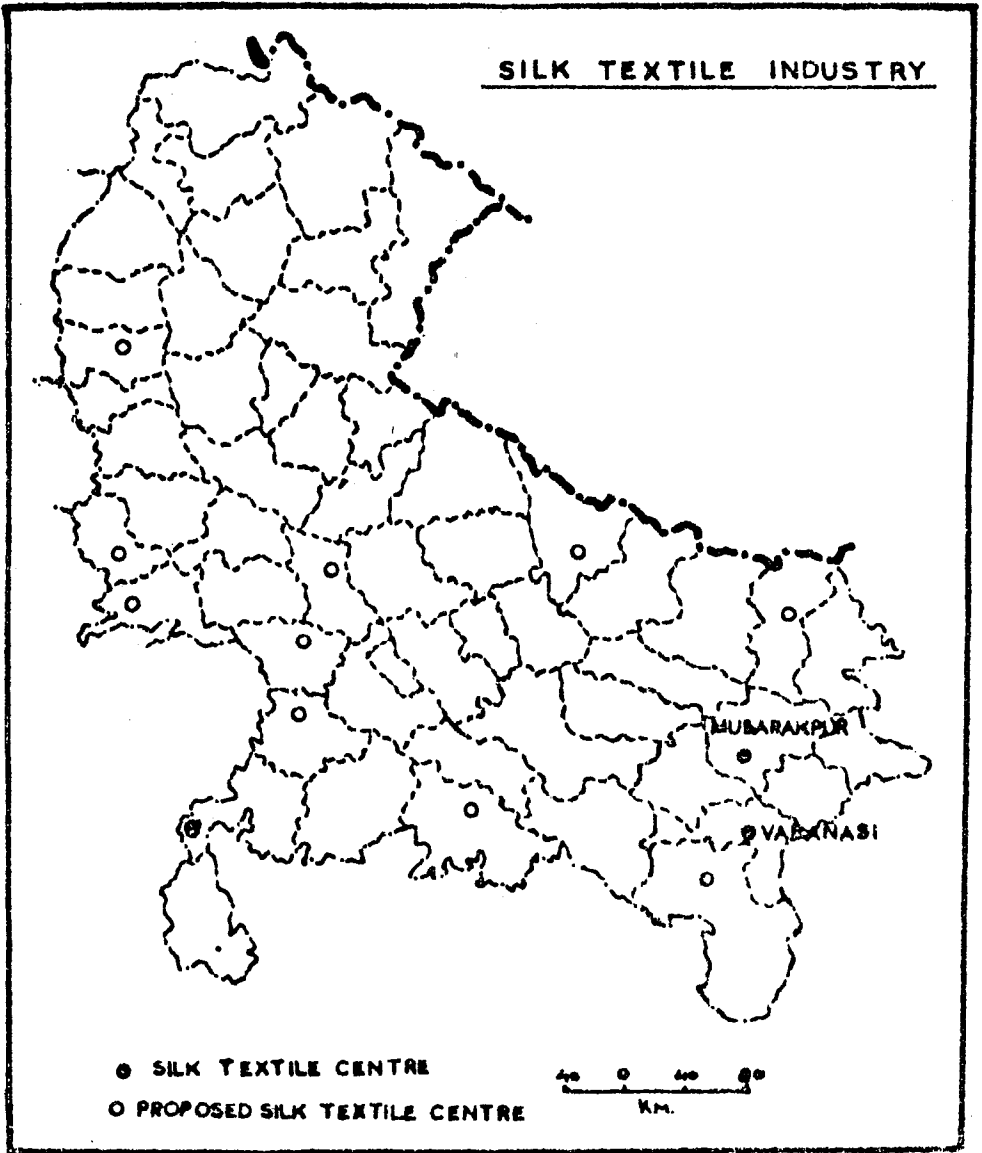 SILK TEXTILE INDUSTRY
MUBARAKPUR
VARANASI
SILK TEXTILE CENTRE
PROPOSED SILK TEXTILE CENTRE
40 0 40 80
KM.